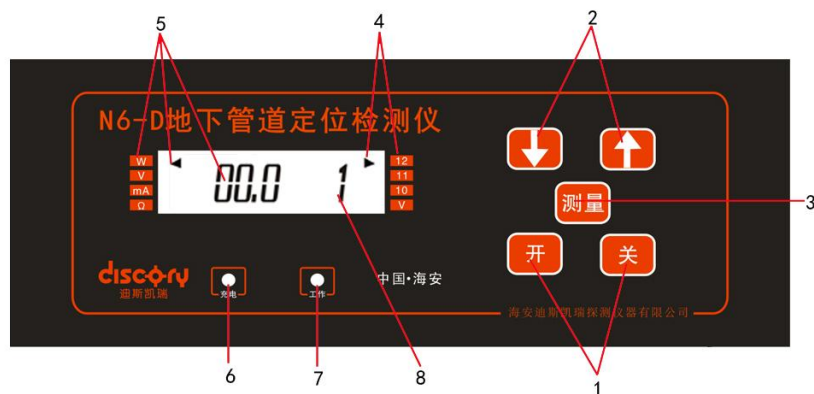 5
4
2
N6-D地下管道定位检测仪
W
V
mA
Ω
00.0 1
12
11
10
V
测量
3
开
关
discory
迪斯凯瑞
充电
工作
中国·海安
海安迪斯凯瑞探测仪器有限公司
6
7
8
1